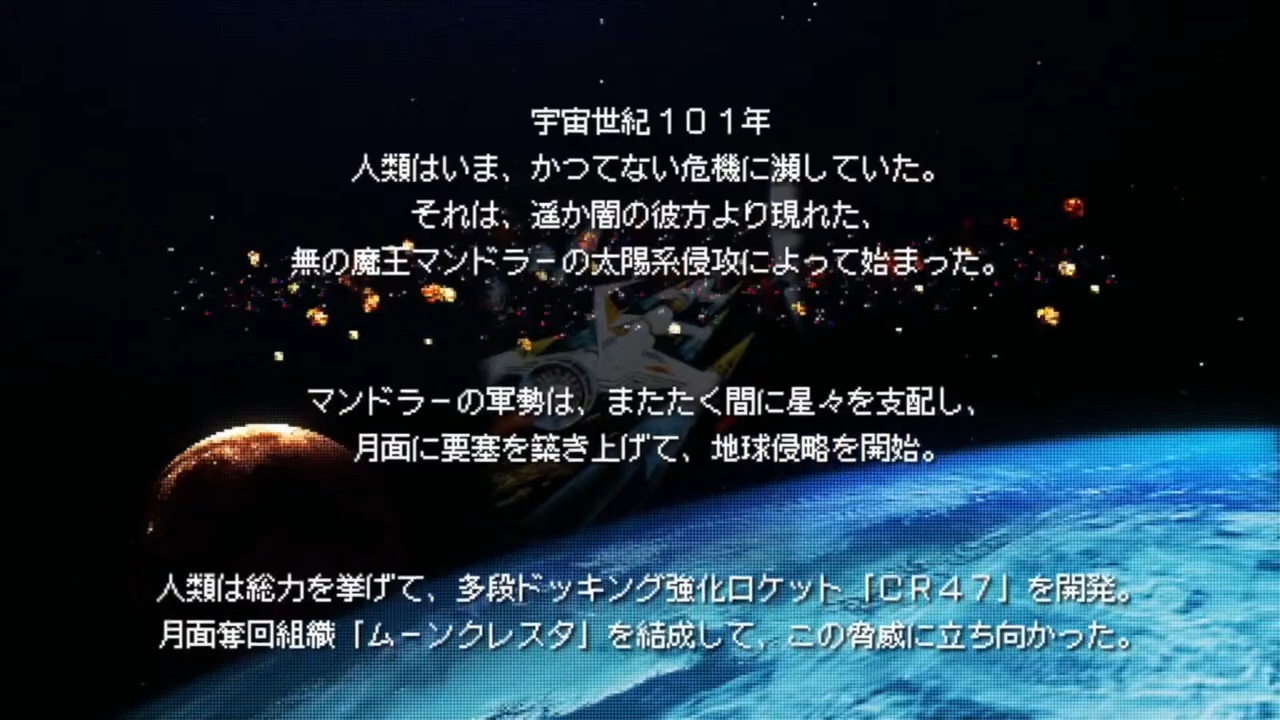 宇宙世紀１０１年
人類はいま、かつてない危機に瀕していた。
それは、遥か闇の彼方より現れた、
無の魔王マンドラーの太陽系侵攻によって始まった。
マンドラーの軍勢は、またたく間に星々を支配し、
月面に要塞を築き上げて、地球侵略を開始。
人類は総力を挙げて、多段ドッキング強化ロケット「ＣＲ４７」を開発。
月面奪回組織「ムーンクレスタ」を結成して、この脅威に立ち向かった。